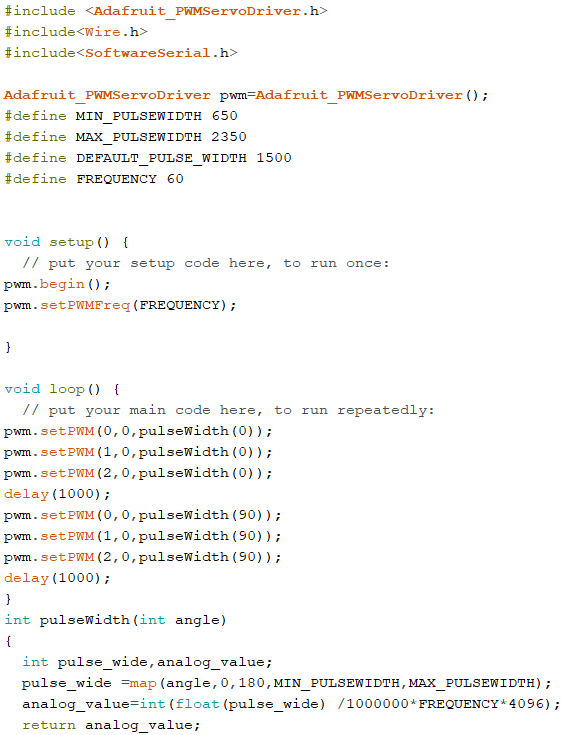 #include <Adafruit_PWMServoDriver.h>
#include<Wire.h>
#include<SoftwareSerial.h>
Adafruit_PWMServoDriver pwm=Adafruit_PWMServoDriver();
#define MIN_PULSEWIDTH 650
#define MAX_PULSEWIDTH 2350
#define DEFAULT_PULSE_WIDTH 1500
#define FREQUENCY 60
void setup() {
  // put your setup code here, to run once:
pwm.begin();
pwm.setPWMFreq(FREQUENCY);
}
void loop() {
  // put your main code here, to run repeatedly:
pwm.setPWM(0,0,pulseWidth(0));
pwm.setPWM(1,0,pulseWidth(0));
pwm.setPWM(2,0,pulseWidth(0));
delay(1000);
pwm.setPWM(0,0,pulseWidth(90));
pwm.setPWM(1,0,pulseWidth(90));
pwm.setPWM(2,0,pulseWidth(90));
delay(1000);
}
int pulseWidth(int angle)
{
  int pulse_wide,analog_value;
  pulse_wide =map(angle,0,180,MIN_PULSEWIDTH,MAX_PULSEWIDTH);
  analog_value=int(float(pulse_wide) /1000000*FREQUENCY*4096);
  return analog_value;